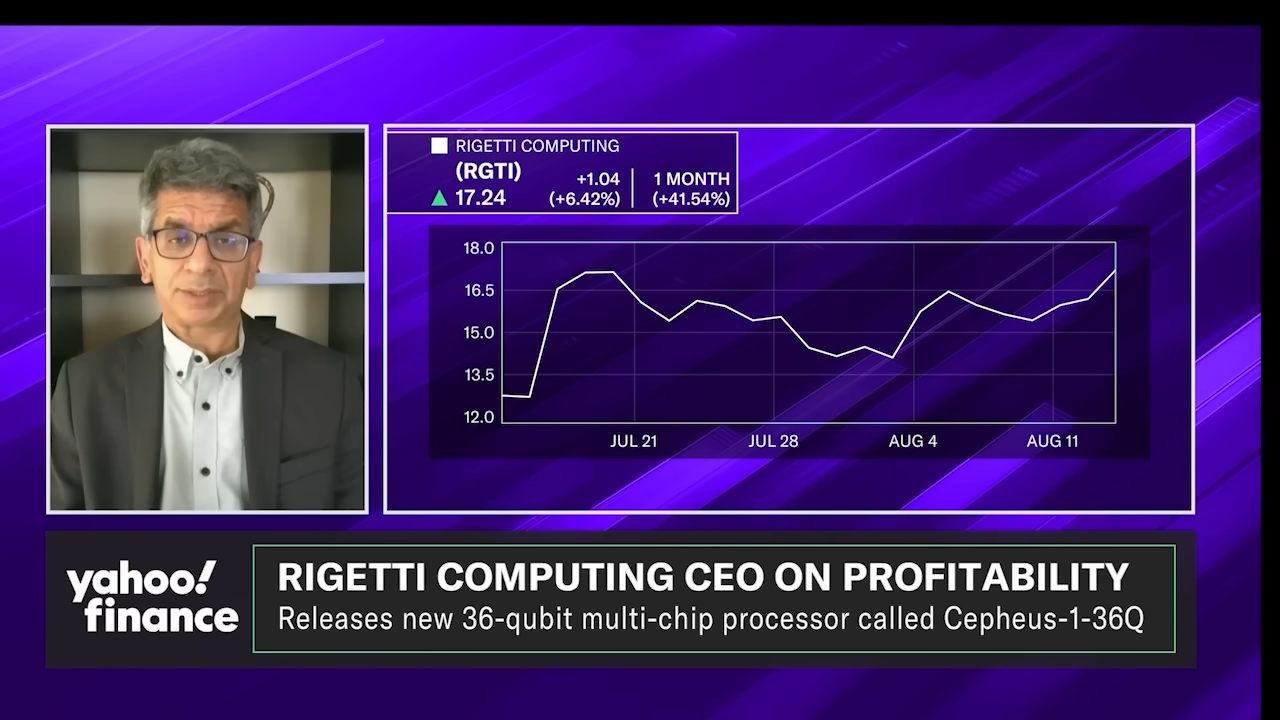 RIGETTI COMPUTING
(RGTI)
17.24
+1.04
(+6.42%)
1 MONTH
(+41.54%)
18.0
16.5
15.0
13.5
12.0
JUL 21
JUL 28
AUG 4
AUG 11
yahoo!
finance
RIGETTI COMPUTING CEO ON PROFITABILITY
Releases new 36-qubit multi-chip processor called Cepheus-1-36Q